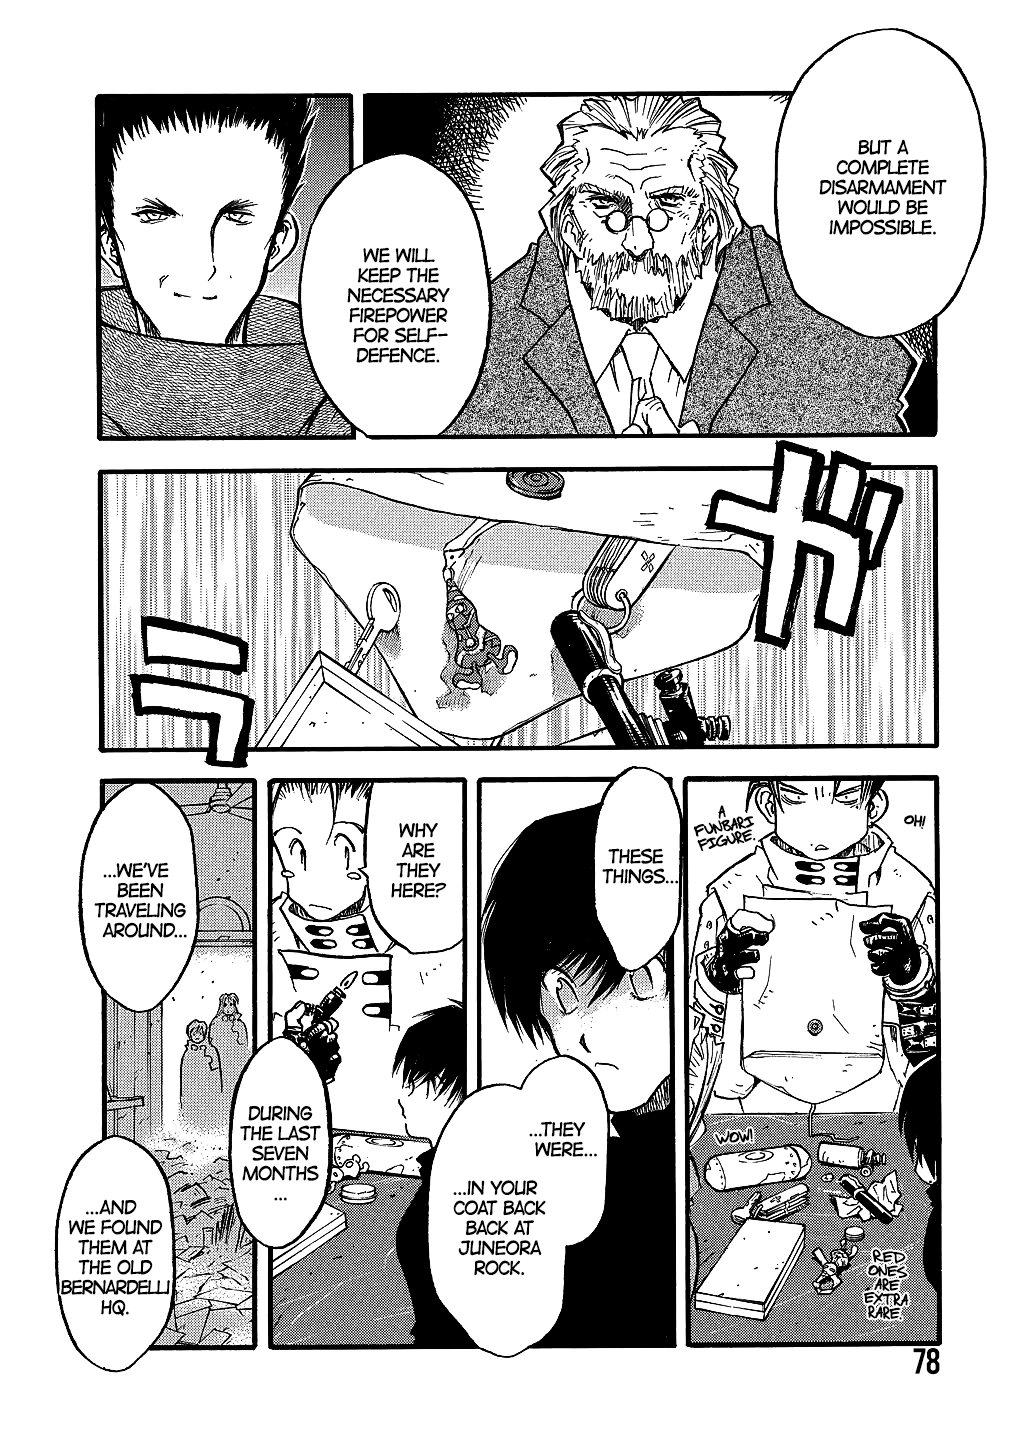 BUT A
COMPLETE
DISARMAMENT
WOULD BE
IMPOSSIBLE.
WE WILL
KEEP THE
NECESSARY
FIREPOWER
FOR SELF-
DEFENCE.
ガ
ラ
A
FUNBARI
FIGURE.
OH!
WOW!
RED
ONES
ARE
EXTRA
RARE.
THESE
THINGS...
...THEY
WERE...
...IN YOUR
COAT BACK
BACK AT
JUNEORA
ROCK.
WHY
ARE
THEY
HERE?
DURING
THE LAST
SEVEN
MONTHS
...
...WE'VE
BEEN
TRAVELING
AROUND...
...AND
WE FOUND
THEM AT
THE OLD
BERNARDELLI
HQ.
78